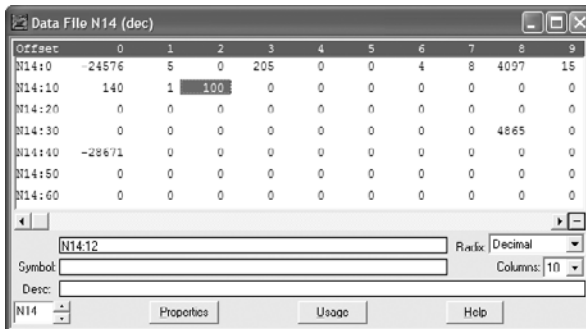 Data File N14 (dec)
Offset 0 1 2 3 4 5 6 7 8 9
N14:0 -24576 5 0 205 0 0 4 8 4097 15
N14:10 140 1 100 0 0 0 0 0 0 0
N14:20 0 0 0 0 0 0 0 0 0 0
N14:30 0 0 0 0 0 0 0 0 4865 0
N14:40 -28671 0 0 0 0 0 0 0 0 0
N14:50 0 0 0 0 0 0 0 0 0 0
N14:60 0 0 0 0 0 0 0 0 0 0
N14:12 Radix: Decimal
Symbol: Columns: 10
Desc:
N14 Properties Usage Help